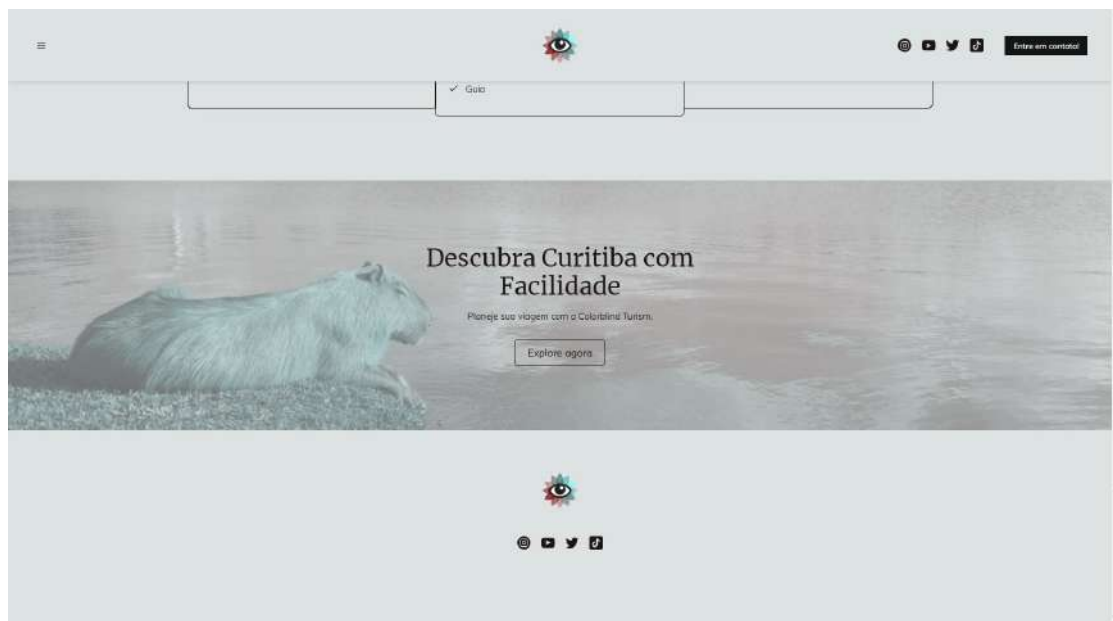 Entre em contato!
Guia
Descubra Curitiba com
Facilidade
Planeje sua viagem com a Colorblind Turism.
Explore agora